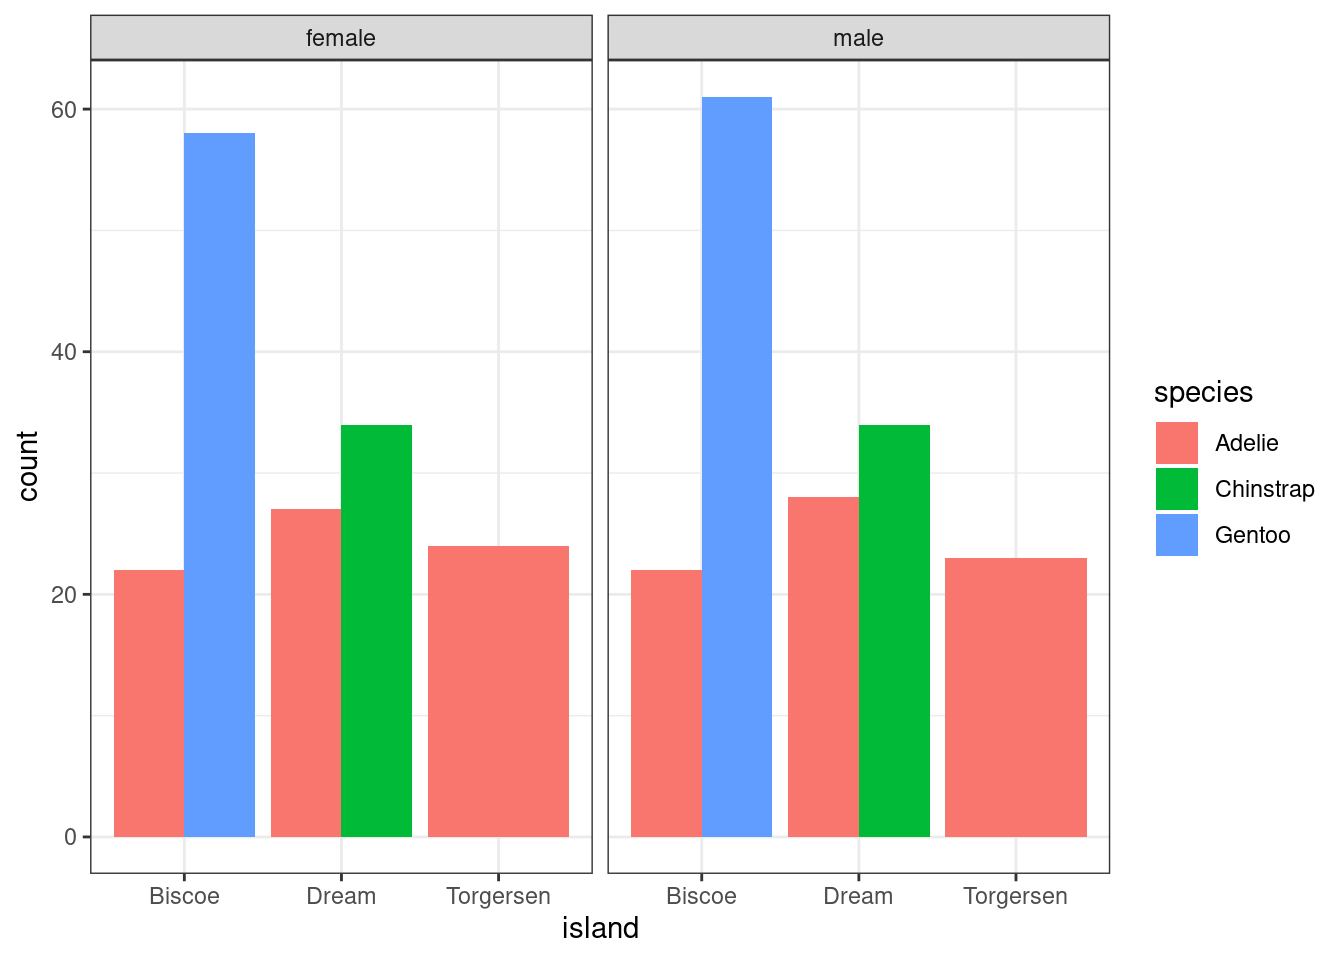 female
male
60
40
20
0
count
Biscoe
Dream
Torgersen
Biscoe
Dream
Torgersen
island
species
Adelie
Chinstrap
Gentoo